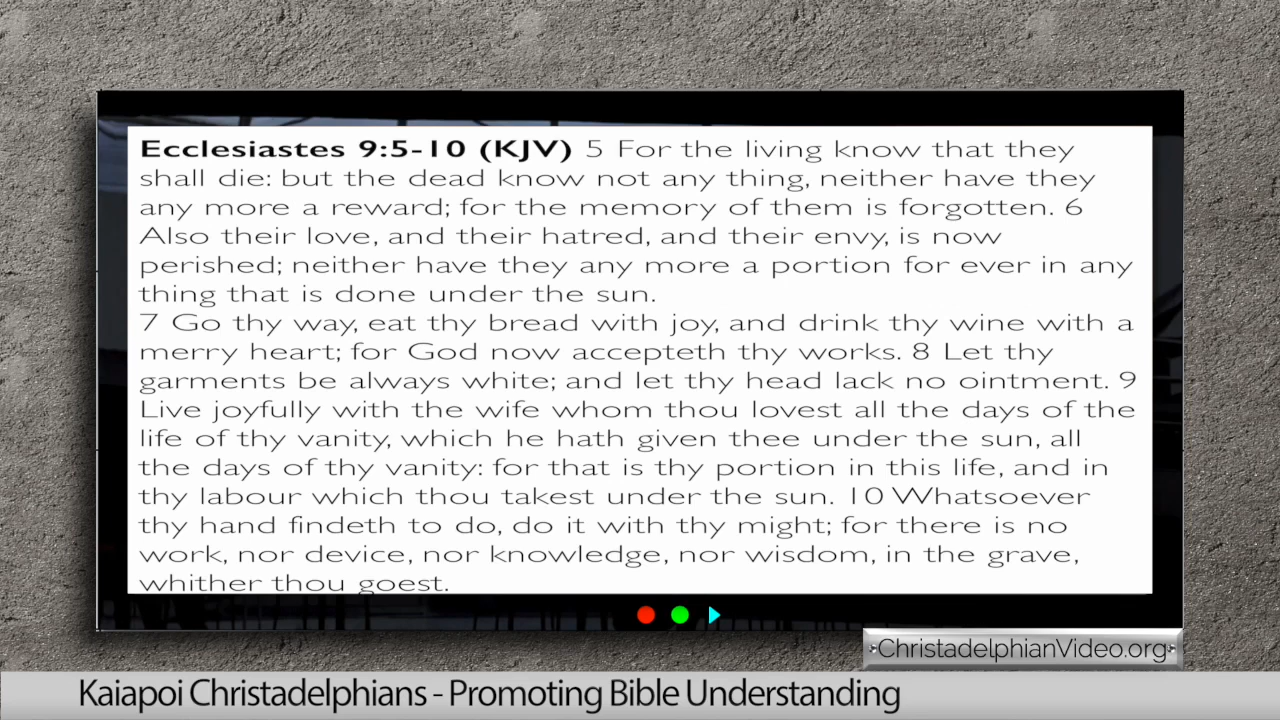 Ecclesiastes 9:5-10 (KJV) 5 For the living know that they
shall die: but the dead know not any thing, neither have they
any more a reward; for the memory of them is forgotten. 6
Also their love, and their hatred, and their envy, is now
perished; neither have they any more a portion for ever in any
thing that is done under the sun.
7 Go thy way, eat thy bread with joy, and drink thy wine with a
merry heart; for God now accepteth thy works. 8 Let thy
garments be always white; and let thy head lack no ointment. 9
Live joyfully with the wife whom thou lovest all the days of the
life of thy vanity, which he hath given thee under the sun, all
the days of thy vanity: for that is thy portion in this life, and in
thy labour which thou takest under the sun. 10 Whatsoever
thy hand findeth to do, do it with thy might; for there is no
work, nor device, nor knowledge, nor wisdom, in the grave,
whither thou goest.
ChristadelphianVideo.org
Kaiapoi Christadelphians - Promoting Bible Understanding